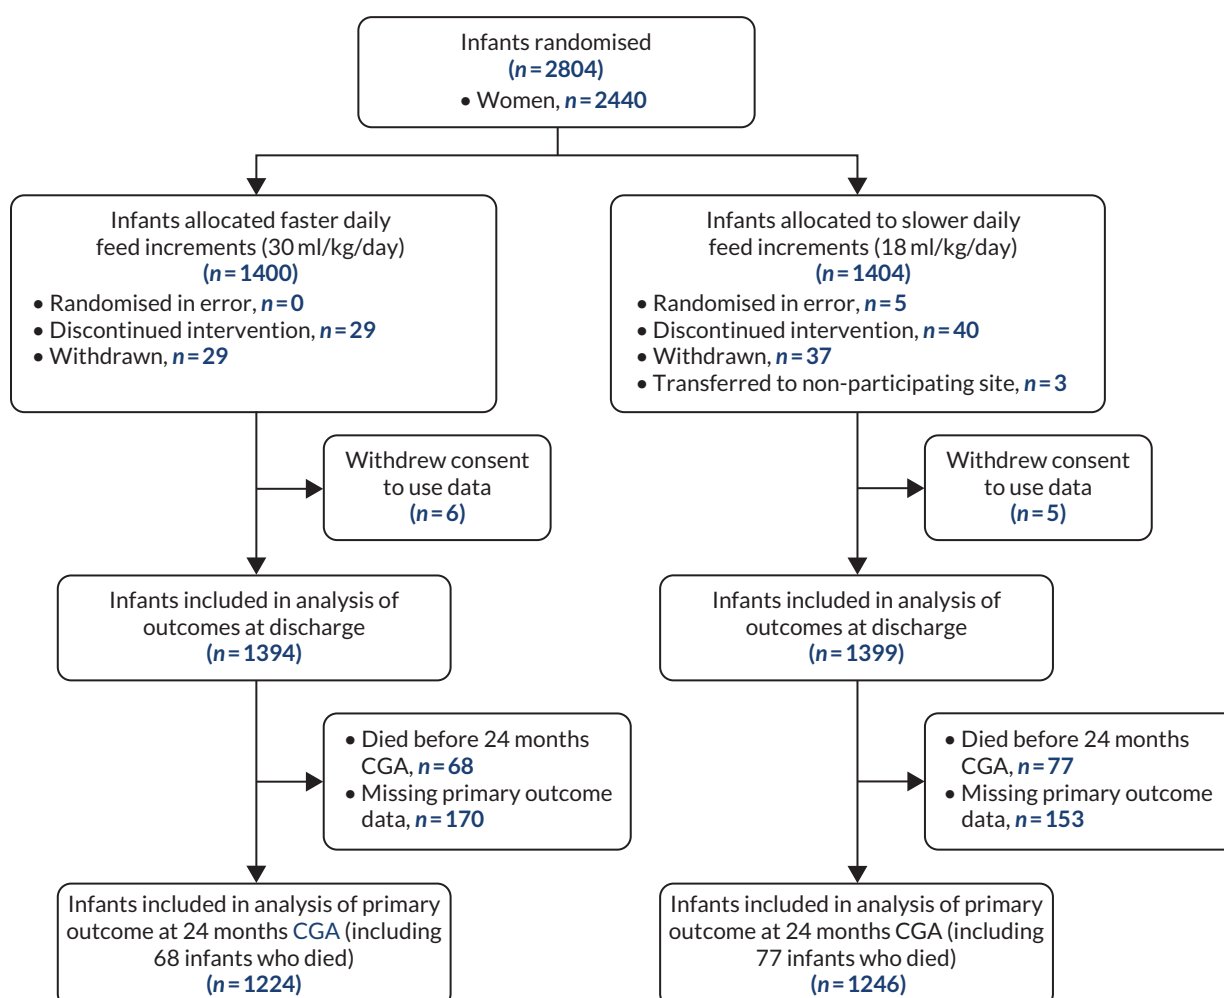 Infants randomised
(n=2804)
• Women, n=2440
Infants allocated faster daily
feed increments (30 ml/kg/day)
(n=1400)
• Randomised in error, n=0
• Discontinued intervention, n=29
• Withdrawn, n=29
Infants allocated to slower daily
feed increments (18 ml/kg/day)
(n=1404)
• Randomised in error, n=5
• Discontinued intervention, n=40
• Withdrawn, n=37
• Transferred to non-participating site, n=3
Withdrew consent
to use data
(n=6)
Withdrew consent
to use data
(n=5)
Infants included in analysis of
outcomes at discharge
(n=1394)
Infants included in analysis of
outcomes at discharge
(n=1399)
• Died before 24 months
CGA, n=68
• Missing primary outcome
data, n=170
• Died before 24 months
CGA, n=77
• Missing primary outcome
data, n=153
Infants included in analysis of primary
outcome at 24 months CGA (including
68 infants who died)
(n=1224)
Infants included in analysis of primary
outcome at 24 months CGA (including
77 infants who died)
(n=1246)